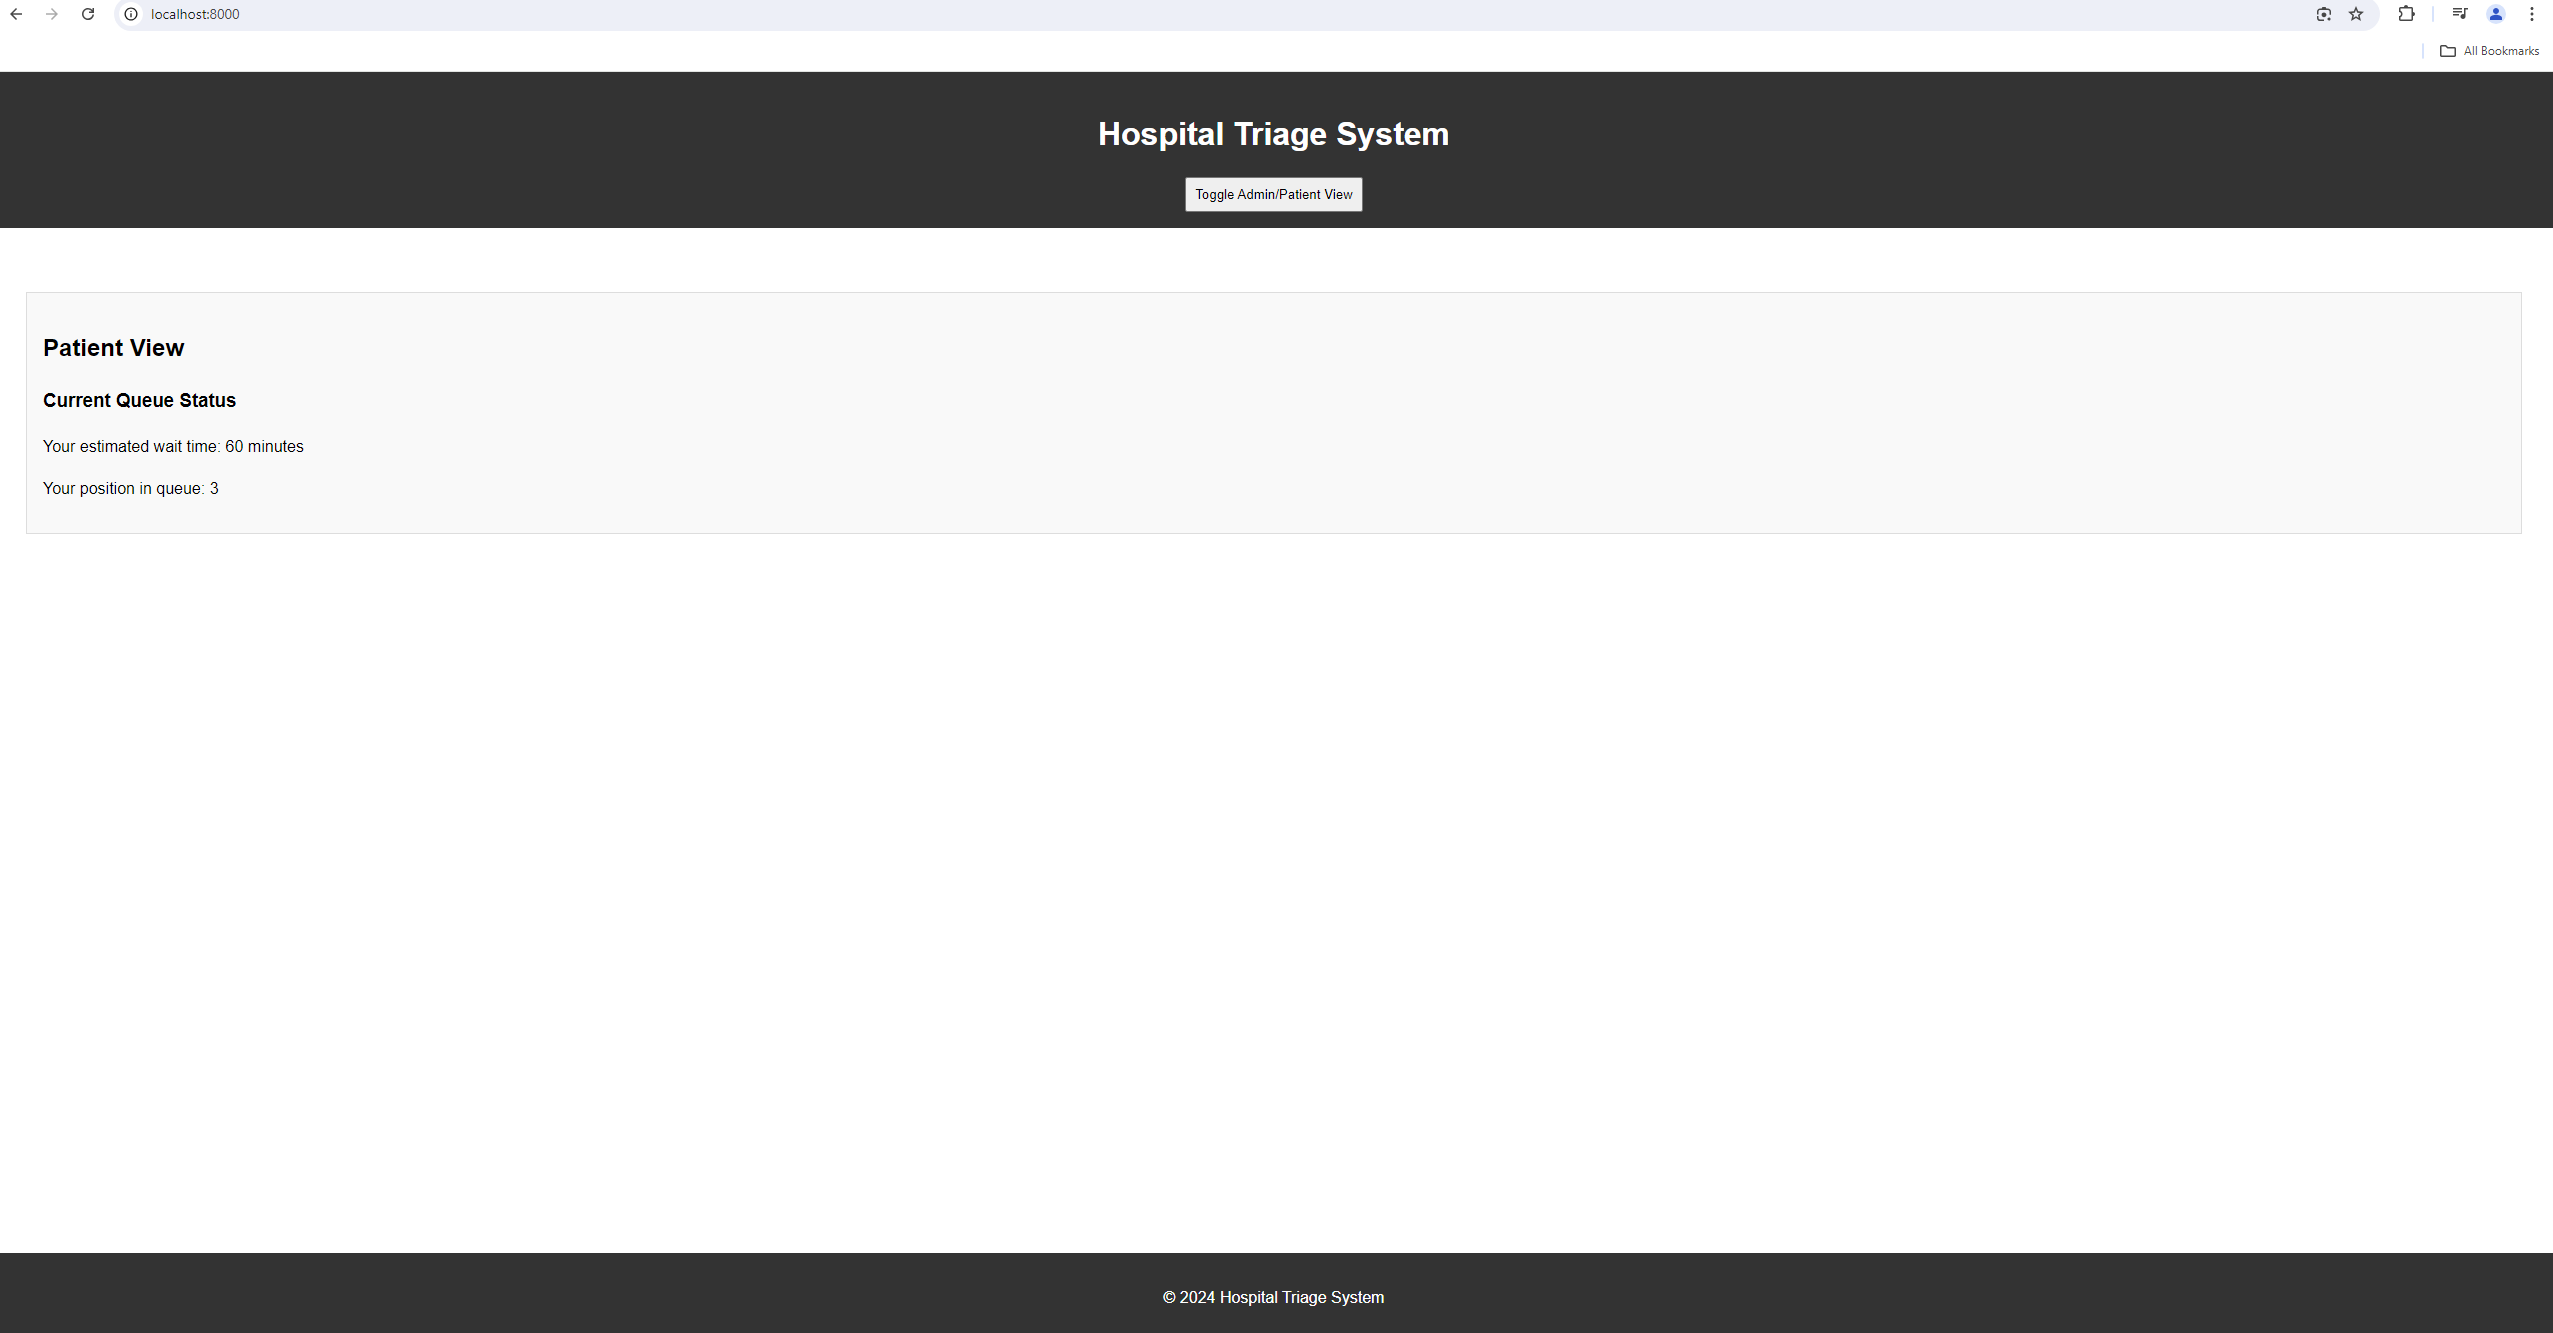 localhost:8000
All Bookmarks
Hospital Triage System
Toggle Admin/Patient View
Patient View
Current Queue Status
Your estimated wait time: 60 minutes
Your position in queue: 3
© 2024 Hospital Triage System